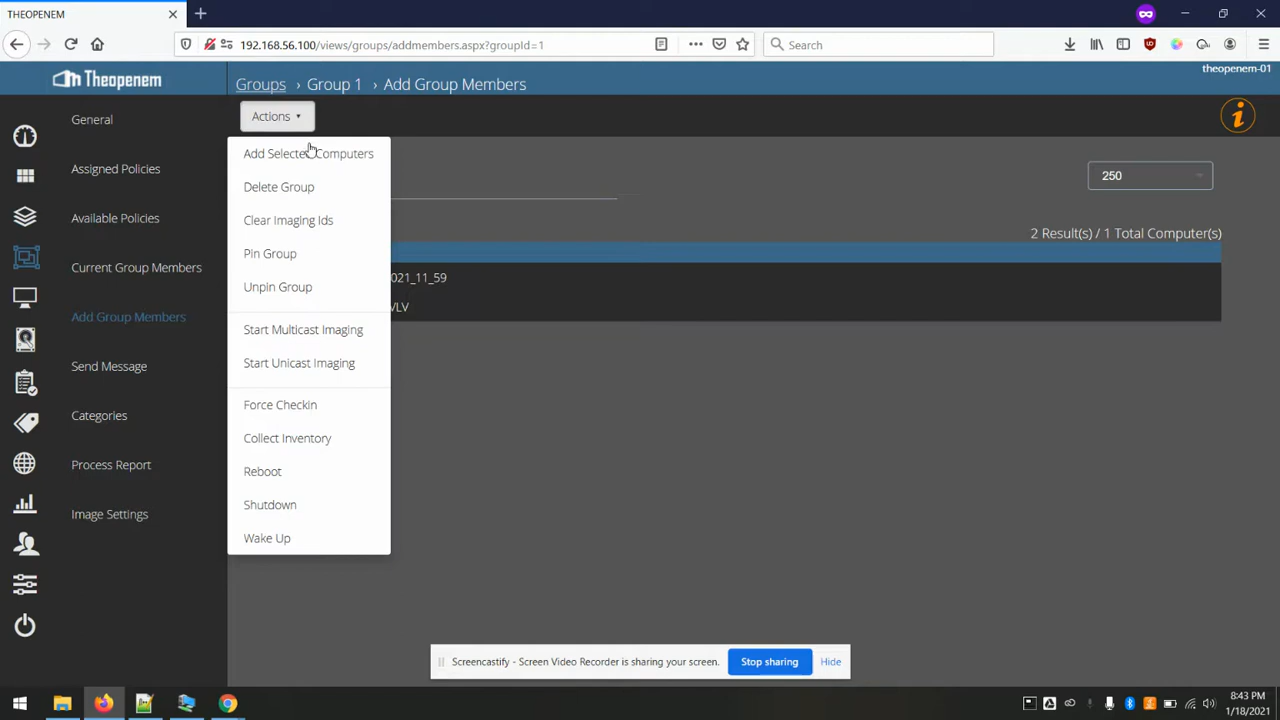 THEOPENEM
192.168.56.100/views/groups/addmembers.aspx?groupId=1
Search
Theopenem
Groups › Group 1 › Add Group Members
theopenem-01
Actions
General
Assigned Policies
Available Policies
Current Group Members
Add Group Members
Send Message
Categories
Process Report
Image Settings
Add Selected Computers
Delete Group
Clear Imaging Ids
Pin Group
Unpin Group
Start Multicast Imaging
Start Unicast Imaging
Force Checkin
Collect Inventory
Reboot
Shutdown
Wake Up
250
2 Result(s) / 1 Total Computer(s)
021_11_59
VLV
Screencastify - Screen Video Recorder is sharing your screen.
Stop sharing
Hide
8:43 PM
1/18/2021